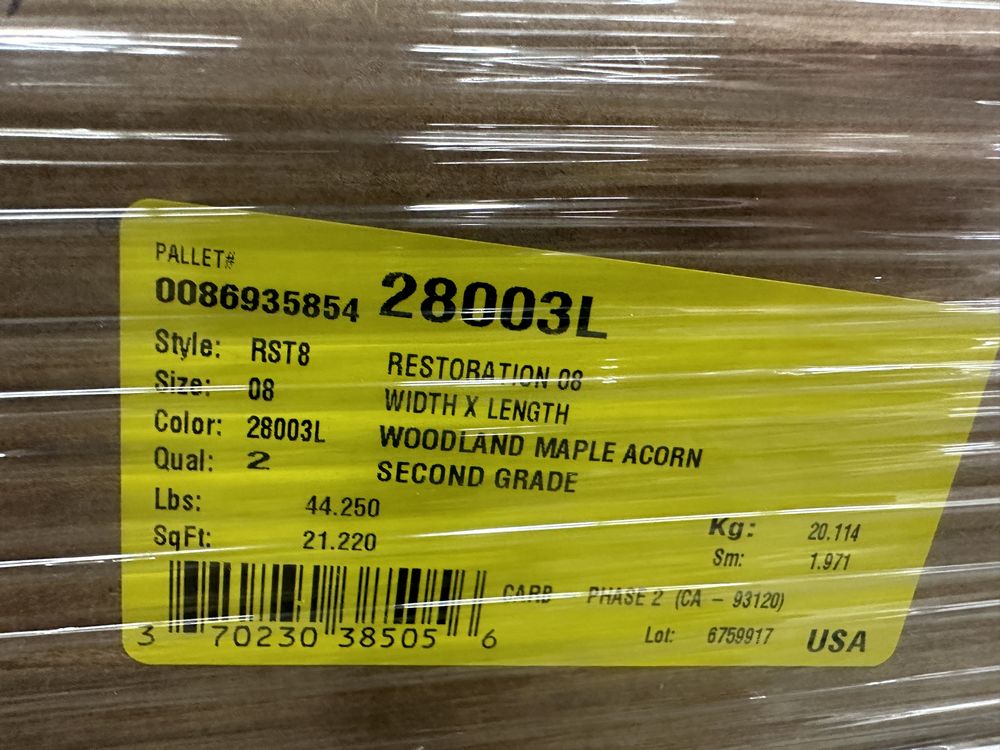 PALLET#
0086935854 28003L
Style: RST8 RESTORATION 08
Size: 08 WIDTH X LENGTH
Color: 28003L WOODLAND MAPLE ACORN
Qual: 2 SECOND GRADE
Lbs: 44.250 Kg: 20.114
SqFt: 21.220 Sm: 1.971
CARB - PHASE 2 (CA - 93120)
3 70230 38505 6 Lot: 6759917 USA